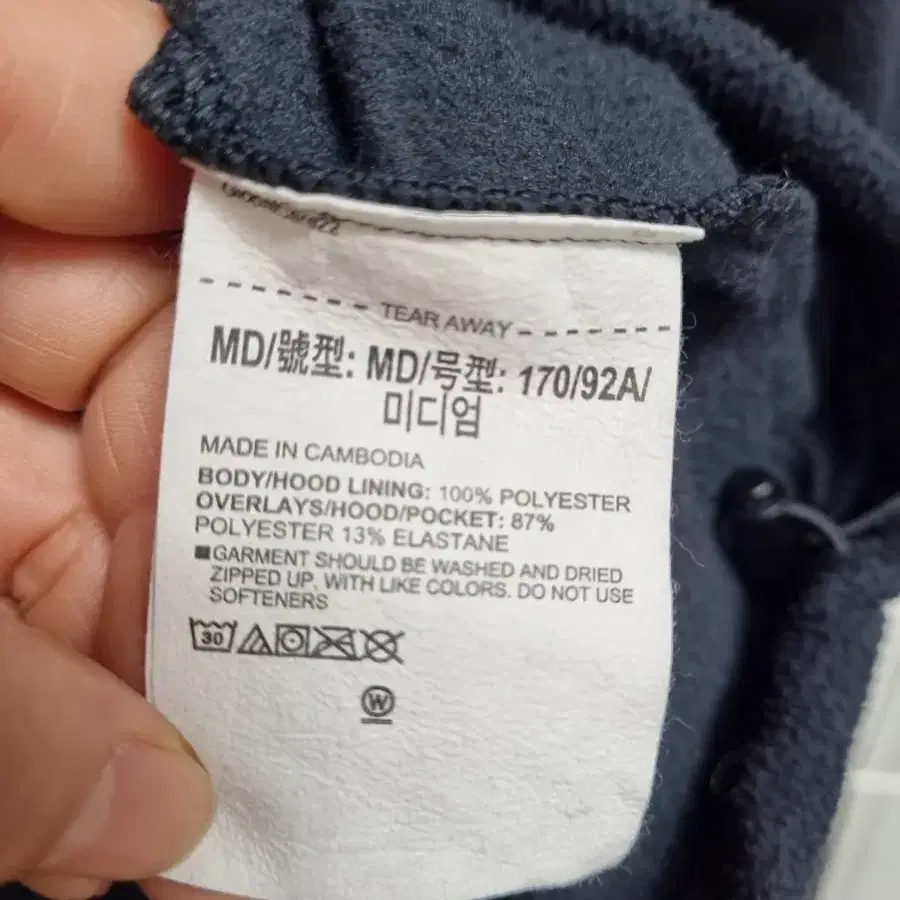 TEAR AWAY
MD/號型: MD/号型: 170/92A/
미디엄
MADE IN CAMBODIA
BODY/HOOD LINING: 100% POLYESTER
OVERLAYS/HOOD/POCKET: 87%
POLYESTER 13% ELASTANE
■GARMENT SHOULD BE WASHED AND DRIED
ZIPPED UP. WITH LIKE COLORS. DO NOT USE
SOFTENERS
30
W